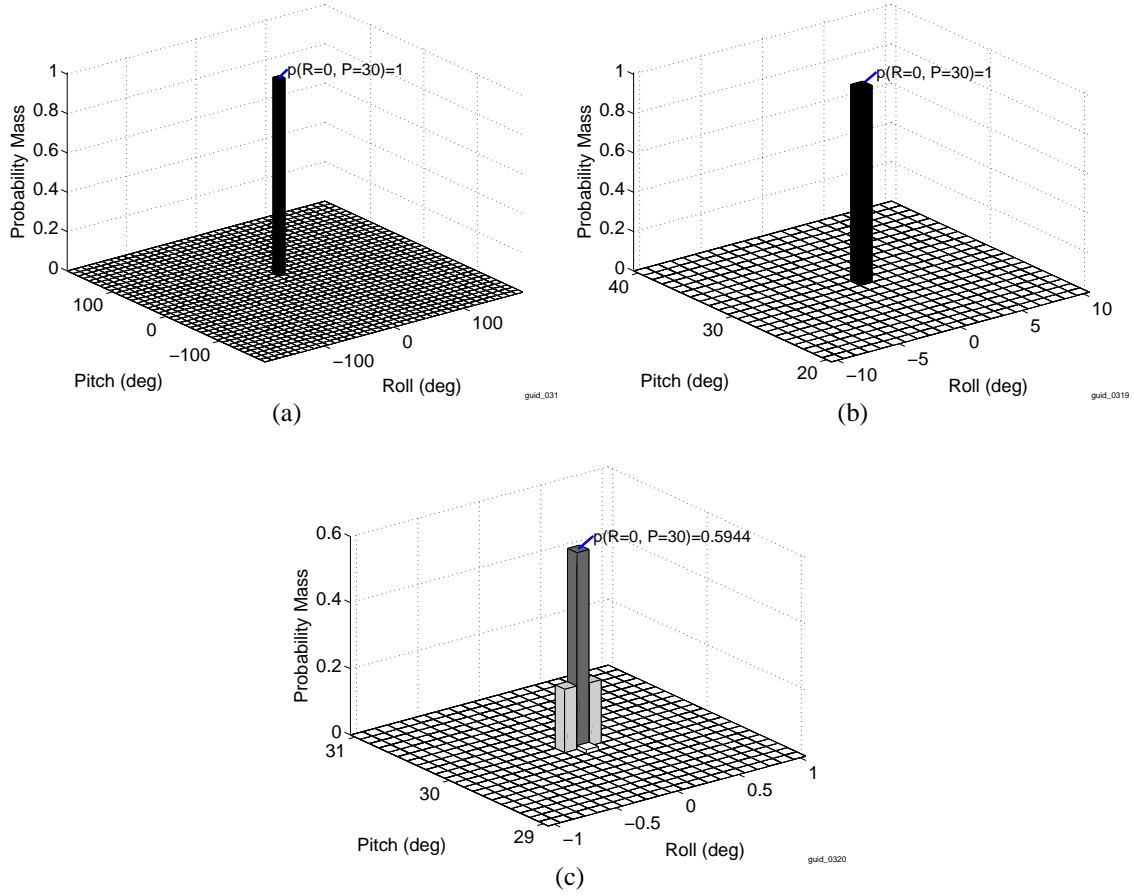 p(R=0, P=30)=1
1
0.8
0.6
0.4
0.2
0
Probability Mass
100
0
−100
−100
0
100
Pitch (deg)
Roll (deg)
guid_031
(a)
p(R=0, P=30)=1
1
0.8
0.6
0.4
0.2
0
Probability Mass
40
30
20
−10
−5
0
5
10
Pitch (deg)
Roll (deg)
guid_0319
(b)
p(R=0, P=30)=0.5944
0.6
0.4
0.2
0
Probability Mass
31
30
29
−1
−0.5
0
0.5
1
Pitch (deg)
Roll (deg)
guid_0320
(c)